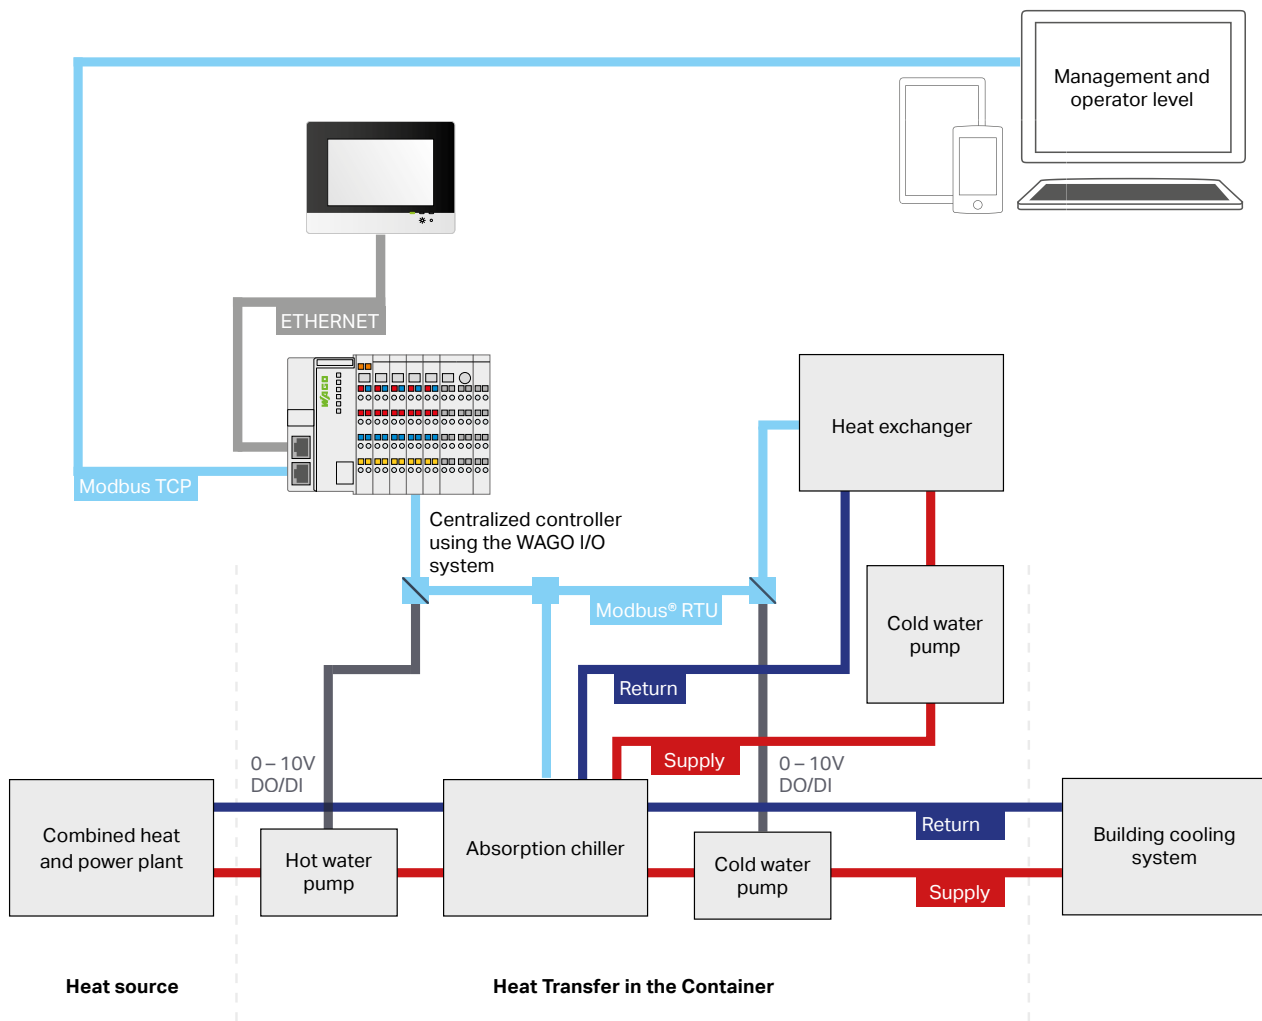 Management and
operator level
ETHERNET
WAGO
Heat exchanger
Modbus TCP
Centralized controller
using the WAGO I/O
system
Modbus® RTU
Cold water
pump
Return
Supply
0 – 10V
DO/DI
0 – 10V
DO/DI
Combined heat
and power plant
Hot water
pump
Absorption chiller
Cold water
pump
Return
Supply
Building cooling
system
Heat source
Heat Transfer in the Container